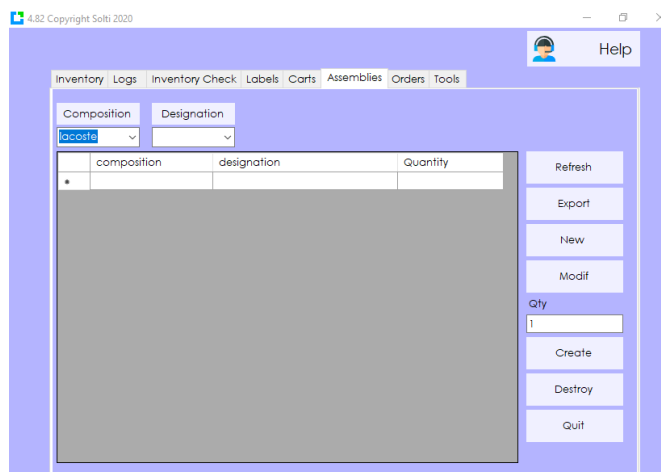 4.82 Copyright Solti 2020
Help
Inventory Logs Inventory Check Labels Carts Assemblies Orders Tools
Composition Designation
lacoste
composition designation Quantity
*
Refresh
Export
New
Modif
Qty
1
Create
Destroy
Quit